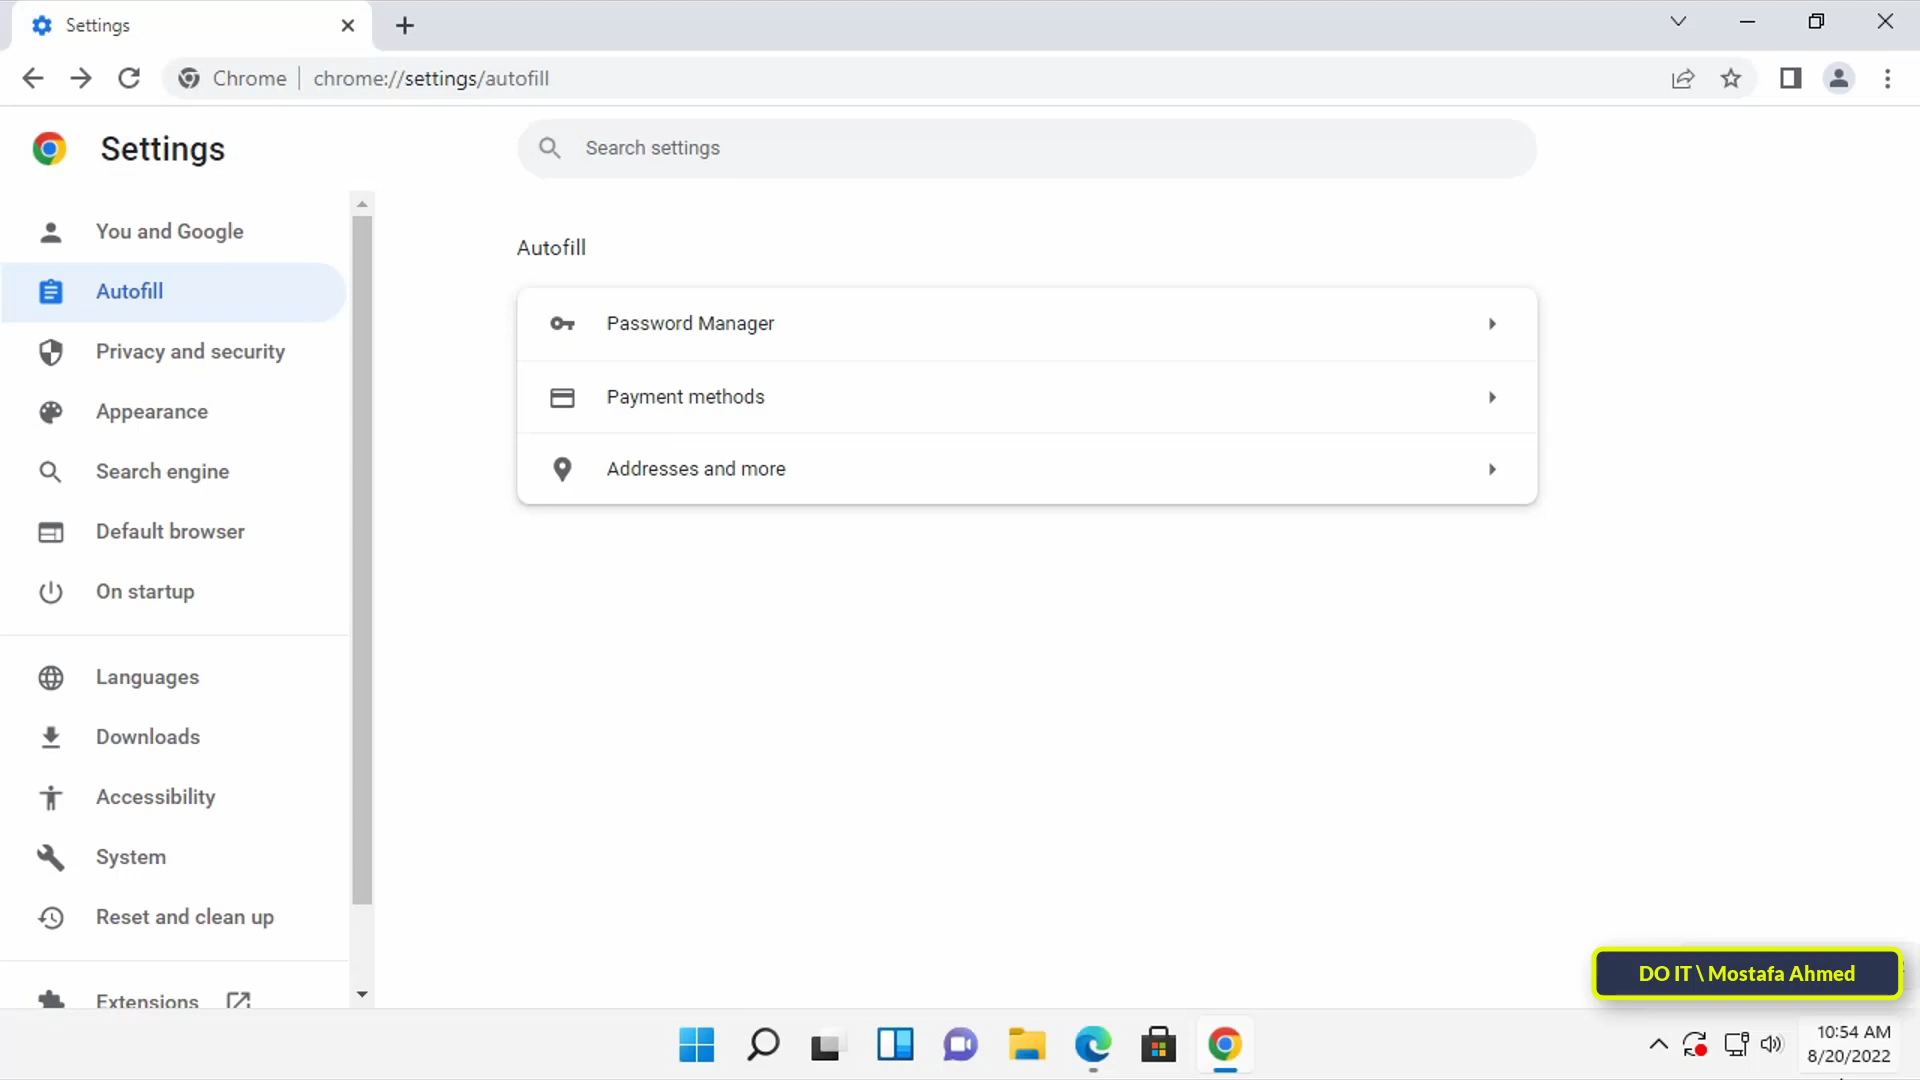 Settings
Chrome
chrome://settings/autofill
Settings
Search settings
You and Google
Autofill
Privacy and security
Appearance
Search engine
Default browser
On startup
Languages
Downloads
Accessibility
System
Reset and clean up
Extensions
Autofill
Password Manager
Payment methods
Addresses and more
DO IT \ Mostafa Ahmed
10:54 AM
8/20/2022